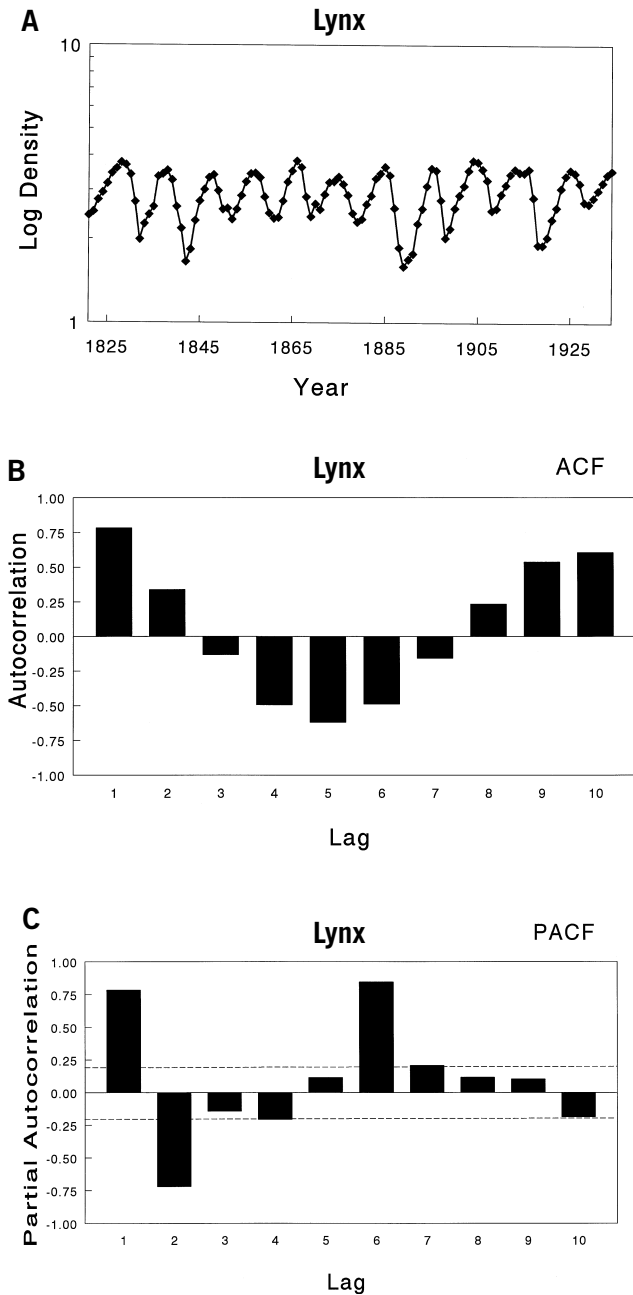 A
Lynx
10
1
Log Density
1825 1845 1865 1885 1905 1925
Year
B
Lynx
ACF
1.00
0.75
0.50
0.25
0.00
-0.25
-0.50
-0.75
-1.00
Autocorrelation
1 2 3 4 5 6 7 8 9 10
Lag
C
Lynx
PACF
1.00
0.75
0.50
0.25
0.00
-0.25
-0.50
-0.75
-1.00
Partial Autocorrelation
1 2 3 4 5 6 7 8 9 10
Lag